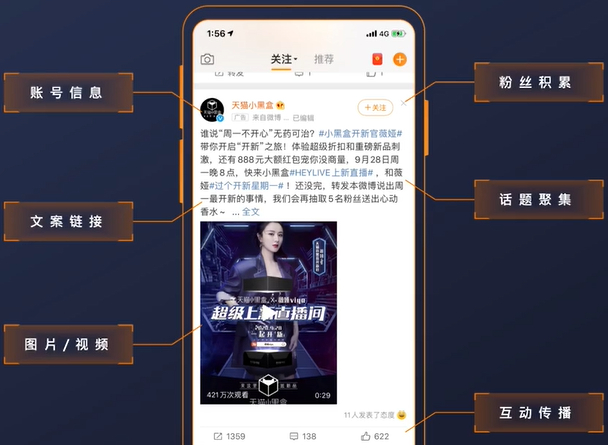 1:56
4G
关注
推荐
转发
1
1
账号信息
粉丝积累
天猫小黑盒
+关注
广告 来自微博 ... 已编辑
谁说“周一不开心”无药可治？#小黑盒开新官薇娅#
带你开启“开新”之旅！体验超级折扣和重磅新品刺
激，还有888元大额红包宠你没商量，9月28日周
一晚8点，快来小黑盒#HEYLIVE上新直播#，和薇
娅#过个开新星期一#！还没完，转发本微博说出周
一最开新的事情，我们会再抽取5名粉丝送出心动
香水~ ... 全文
文案链接
话题聚集
天猫小黑盒 X 薇娅viya
超级上新直播间
2020.9.28
一起开新
天猫小黑盒
图片/视频
421万次观看
0:29
11人发表了态度
互动传播
1359
138
622